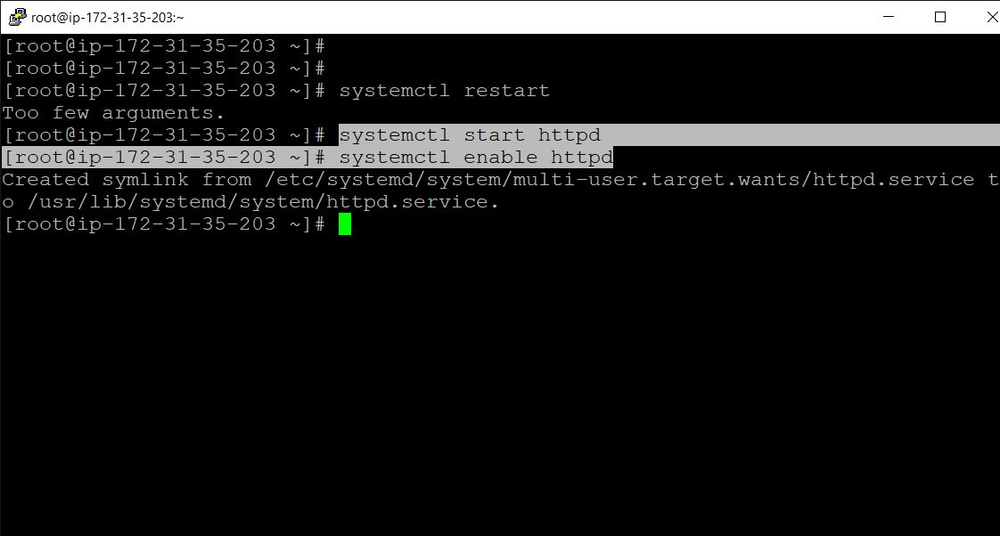 root@ip-172-31-35-203:~
[root@ip-172-31-35-203 ~]#
[root@ip-172-31-35-203 ~]#
[root@ip-172-31-35-203 ~]# systemctl restart
Too few arguments.
[root@ip-172-31-35-203 ~]# systemctl start httpd
[root@ip-172-31-35-203 ~]# systemctl enable httpd
Created symlink from /etc/systemd/system/multi-user.target.wants/httpd.service t
o /usr/lib/systemd/system/httpd.service.
[root@ip-172-31-35-203 ~]#